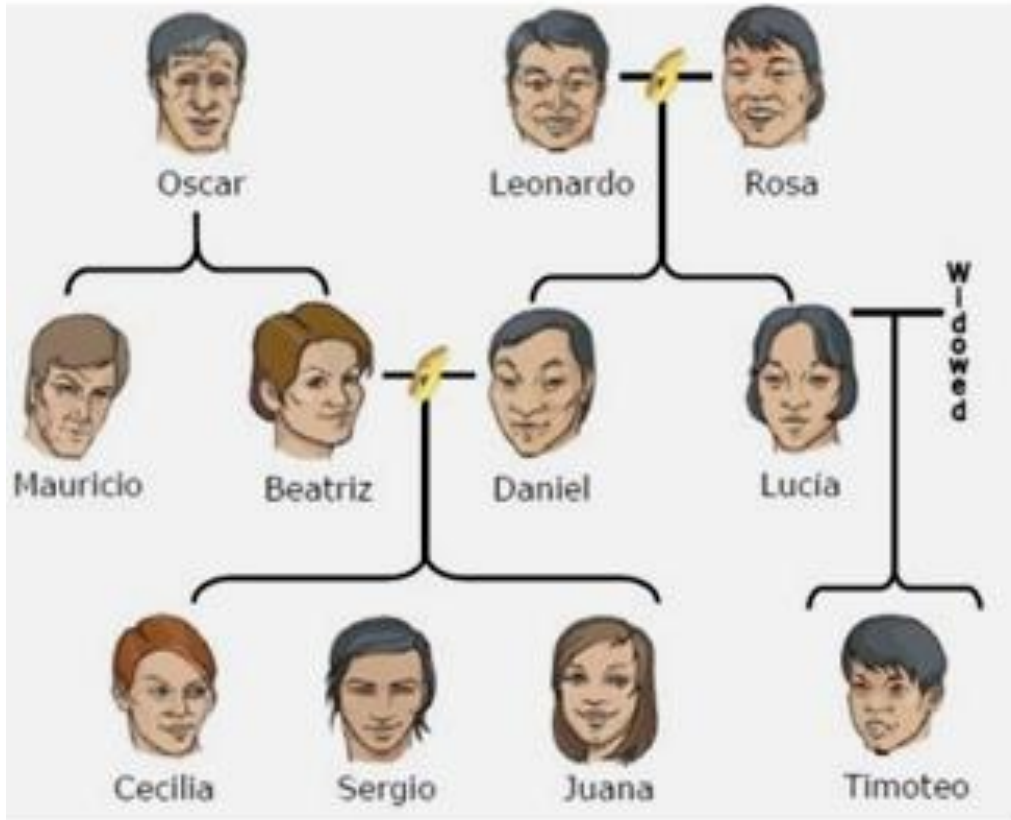 Oscar
Leonardo
Rosa
Widowed
Mauricio
Beatriz
Daniel
Lucía
Cecilia
Sergio
Juana
Timoteo